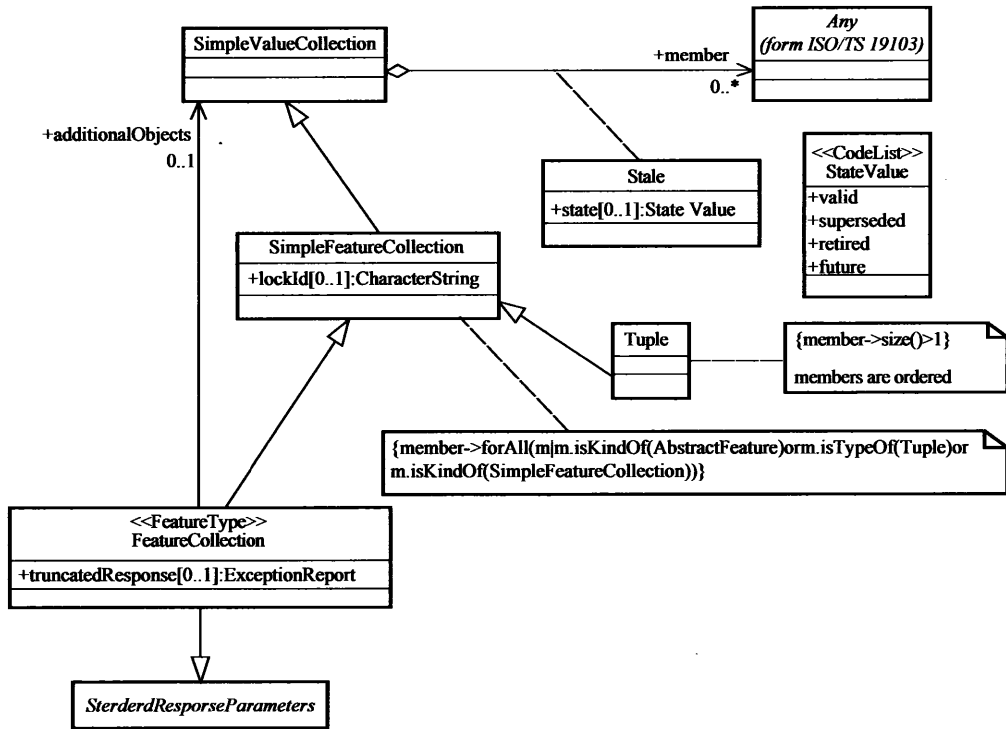 SimpleValueCollection
Any
(form ISO/TS 19103)
+member
0..*
+additionalObjects
0..1
Stale
+state[0..1]:State Value
<<CodeList>>
StateValue
+valid
+superseded
+retired
+future
SimpleFeatureCollection
+lockId[0..1]:CharacterString
Tuple
{member->size()>1}
members are ordered
{member->forAll(m|m.isKindOf(AbstractFeature)orm.isTypeOf(Tuple)or
m.isKindOf(SimpleFeatureCollection))}
<<FeatureType>>
FeatureCollection
+truncatedResponse[0..1]:ExceptionReport
SterderdResporseParameters